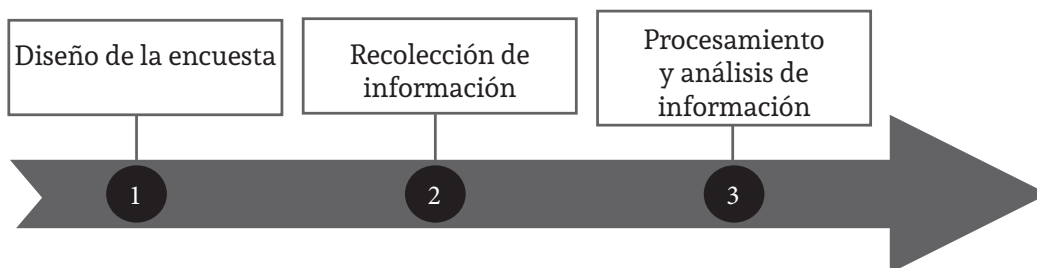 Diseño de la encuesta
Recolección de
información
Procesamiento
y análisis de
información
1
2
3